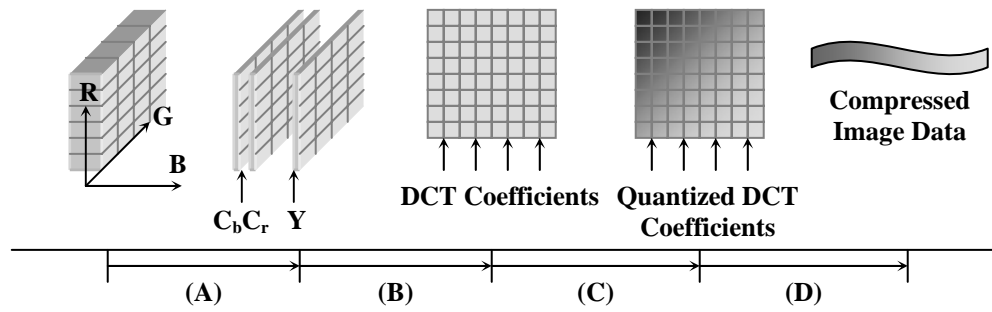 R
G
B
CbCr
Y
DCT Coefficients
Quantized DCT
Coefficients
Compressed
Image Data
(A)
(B)
(C)
(D)